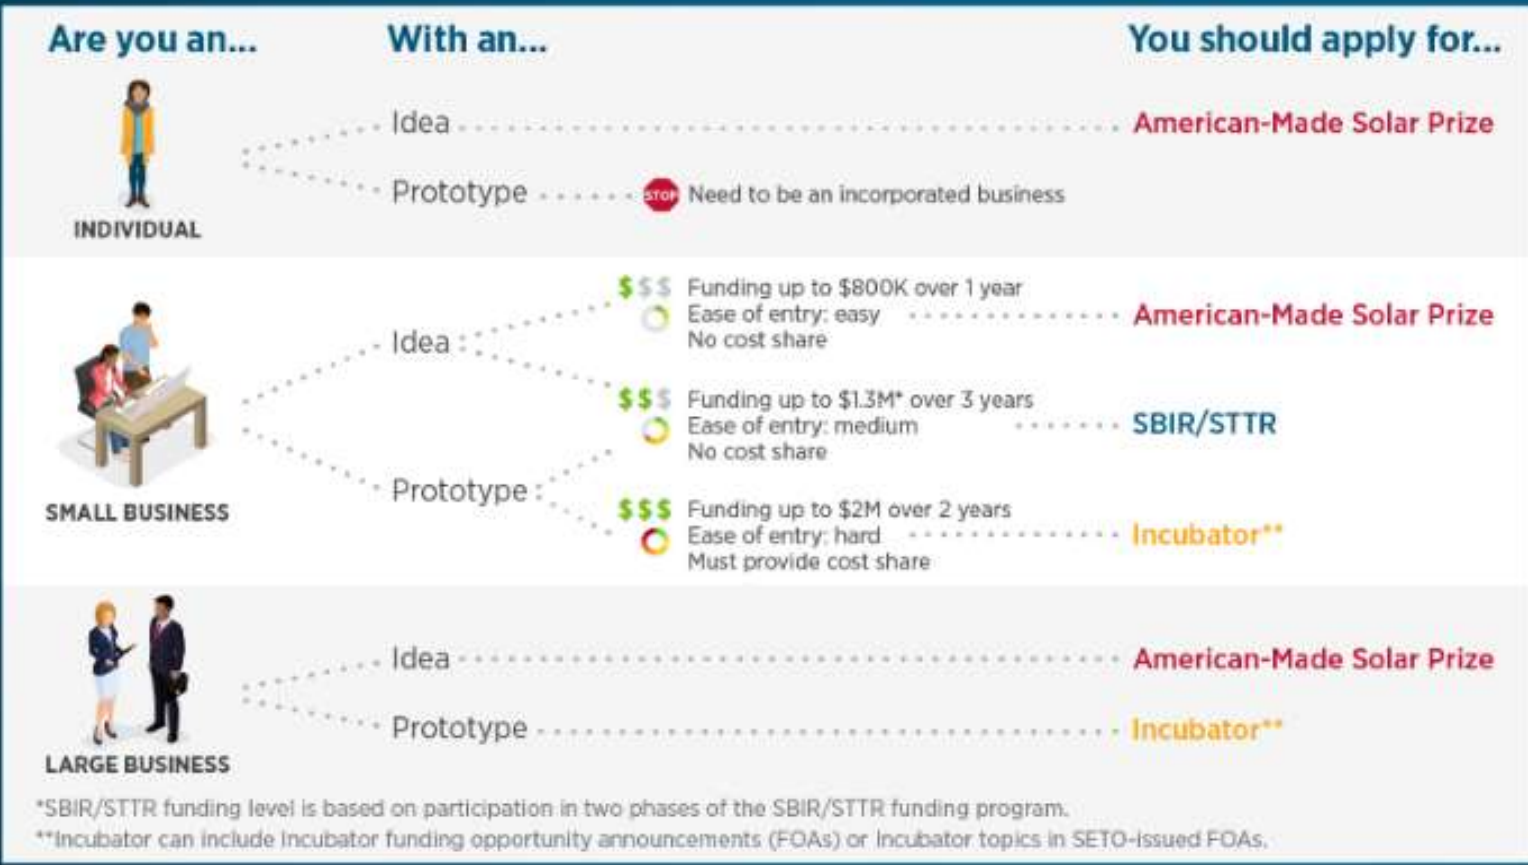 Are you an...
With an...
You should apply for...
Idea
American-Made Solar Prize
Prototype
STOP
Need to be an incorporated business
INDIVIDUAL
$$$
Funding up to $800K over 1 year
Ease of entry: easy
No cost share
American-Made Solar Prize
Idea
$$$
Funding up to $1.3M* over 3 years
Ease of entry: medium
No cost share
SBIR/STTR
Prototype
$$$
Funding up to $2M over 2 years
Ease of entry: hard
Must provide cost share
Incubator**
SMALL BUSINESS
Idea
American-Made Solar Prize
Prototype
Incubator**
LARGE BUSINESS
*SBIR/STTR funding level is based on participation in two phases of the SBIR/STTR funding program.
**Incubator can include Incubator funding opportunity announcements (FOAs) or Incubator topics in SETO-issued FOAs.